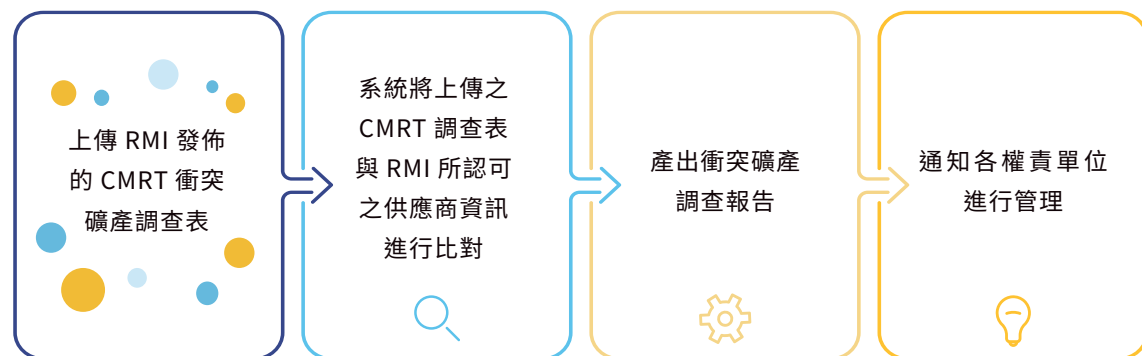 上傳 RMI 發佈
的 CMRT 衝突
礦產調查表
系統將上傳之
CMRT 調查表
與 RMI 所認可
之供應商資訊
進行比對
產出衝突礦產
調查報告
通知各權責單位
進行管理